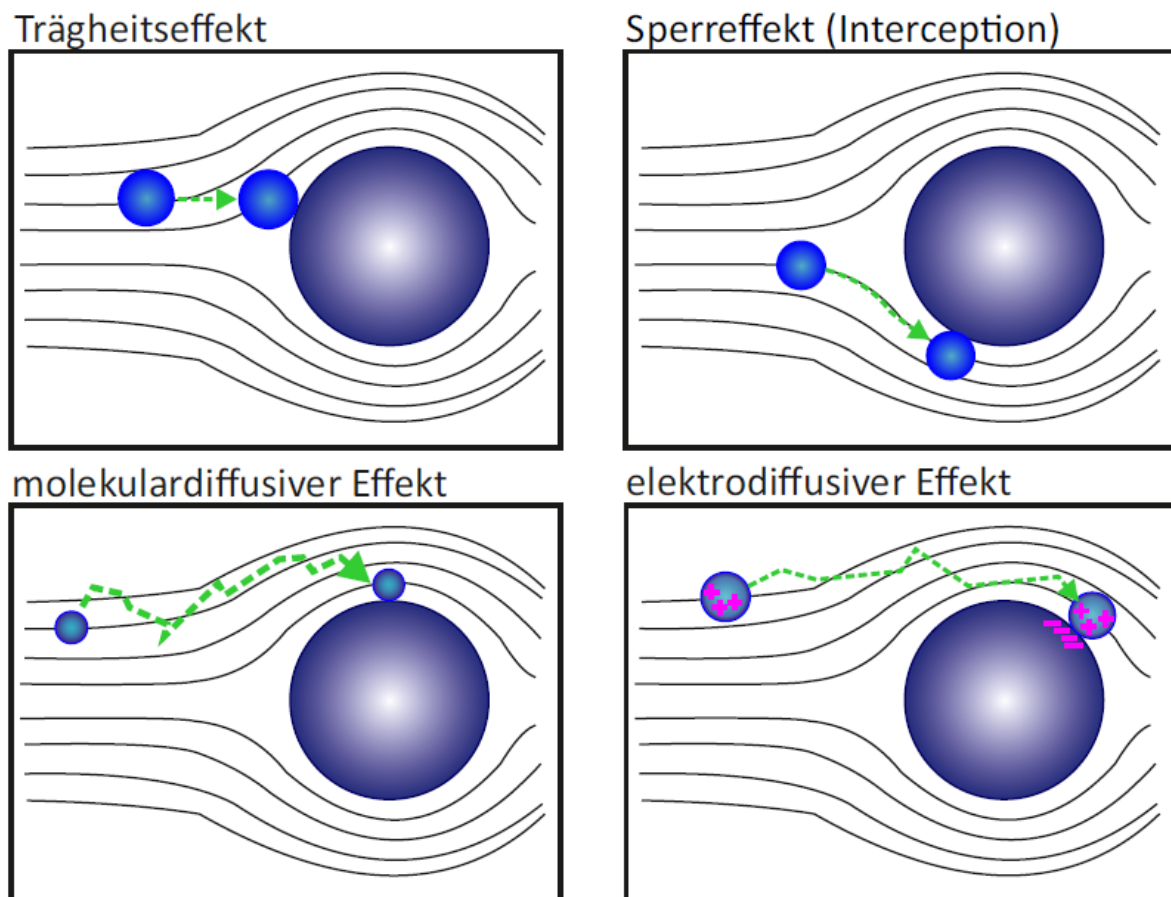 Trägheitseffekt
Sperreffekt (Interception)
molekulardiffusiver Effekt
elektrodiffusiver Effekt